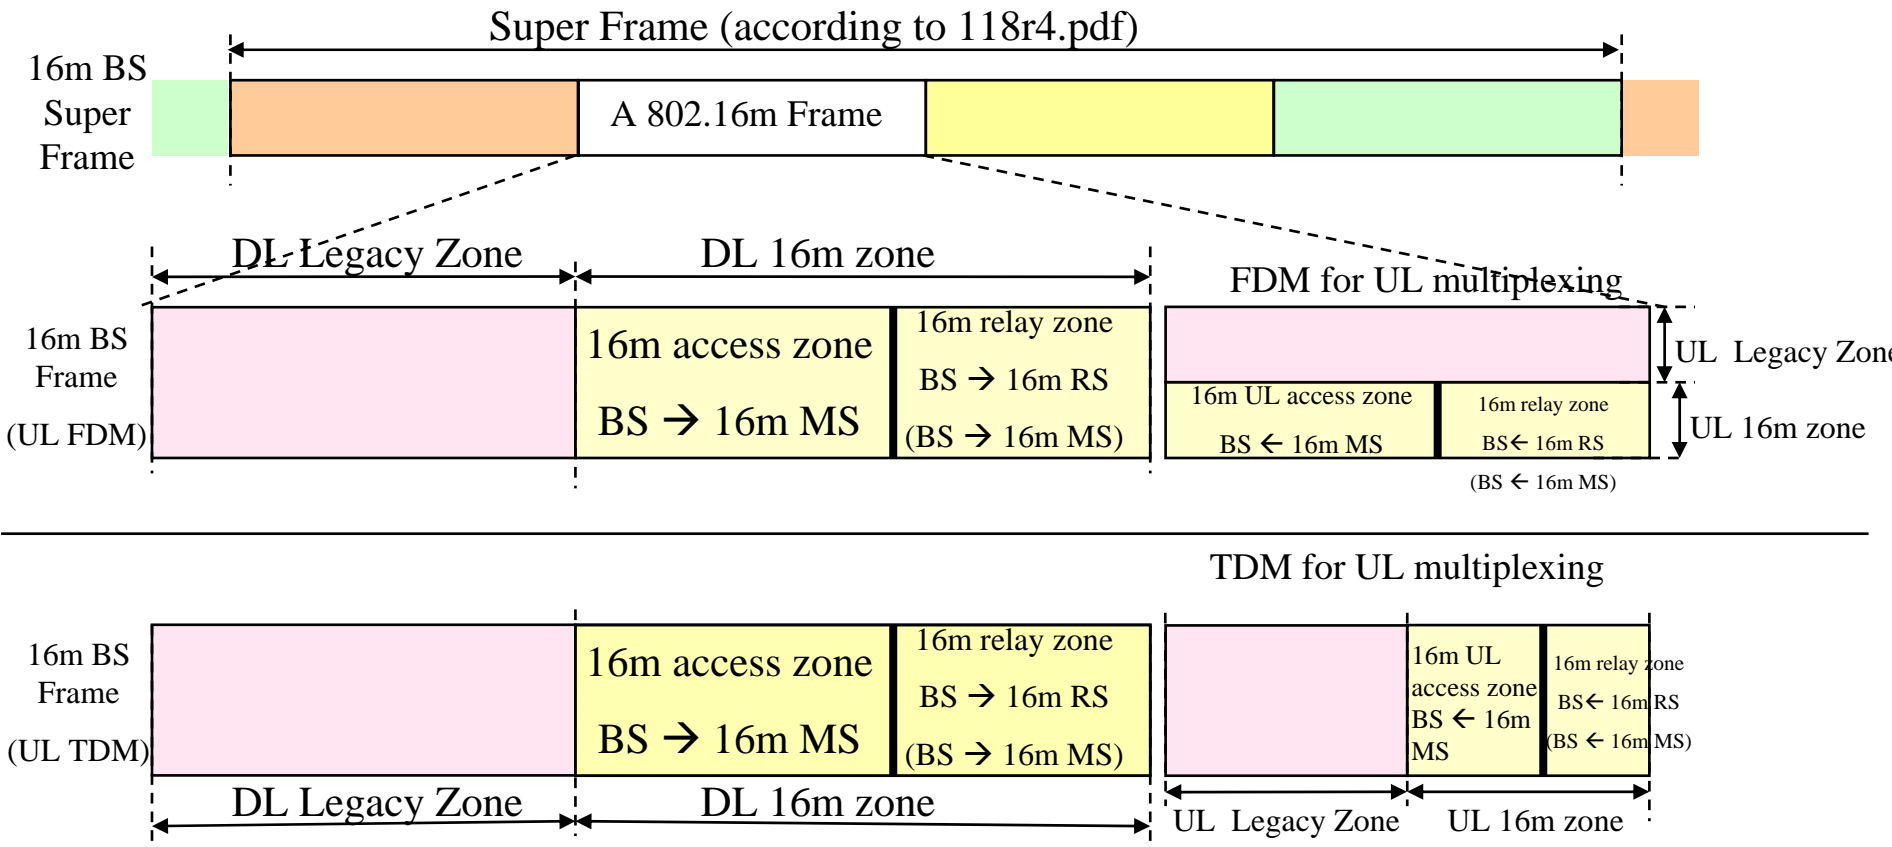 Super Frame (according to 118r4.pdf)
16m BS
Super
Frame
A 802.16m Frame
DL Legacy Zone
DL 16m zone
FDM for UL multiplexing
16m BS
Frame
(UL FDM)
16m access zone
BS → 16m MS
16m relay zone
BS → 16m RS
(BS → 16m MS)
16m UL access zone
BS ← 16m MS
16m relay zone
BS← 16m RS
(BS ← 16m MS)
UL Legacy Zone
UL 16m zone
TDM for UL multiplexing
16m BS
Frame
(UL TDM)
16m access zone
BS → 16m MS
16m relay zone
BS → 16m RS
(BS → 16m MS)
16m UL
access zone
BS ← 16m
MS
16m relay zone
BS← 16m RS
(BS ← 16m MS)
DL Legacy Zone
DL 16m zone
UL Legacy Zone
UL 16m zone